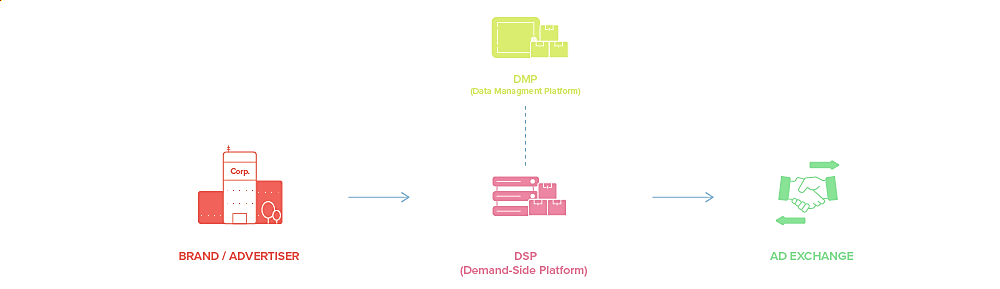 DMP
(Data Managment Platform)
Corp.
BRAND / ADVERTISER
DSP
(Demand-Side Platform)
AD EXCHANGE